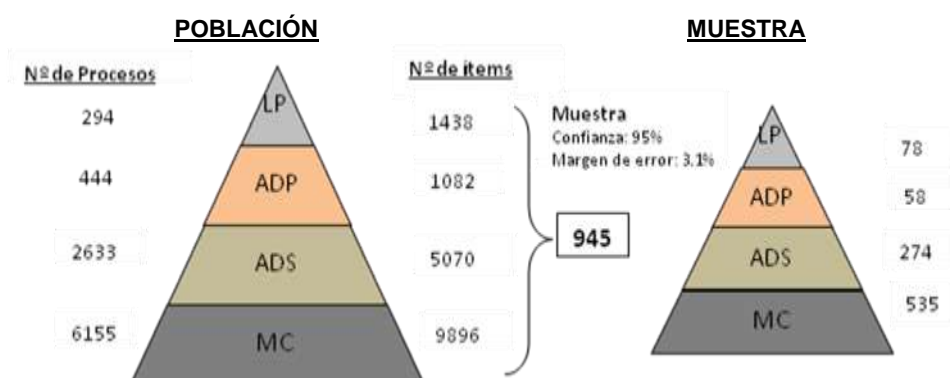 POBLACIÓN
MUESTRA
Nº de Procesos
Nº de items
LP
294
1438
Muestra
Confianza: 95%
Margen de error: 3.1%
LP
78
444
ADP
1082
ADP
58
2633
ADS
5070
945
ADS
274
6155
MC
9896
MC
535